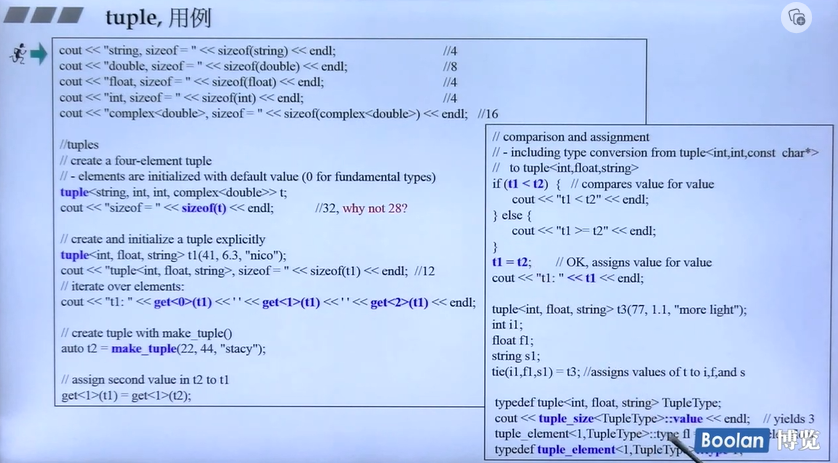 tuple, 用例
cout << "string, sizeof = " << sizeof(string) << endl; //4
cout << "double, sizeof = " << sizeof(double) << endl; //8
cout << "float, sizeof = " << sizeof(float) << endl; //4
cout << "int, sizeof = " << sizeof(int) << endl; //4
cout << "complex<double>, sizeof = " << sizeof(complex<double>) << endl; //16
//tuples
// create a four-element tuple
// - elements are initialized with default value (0 for fundamental types)
tuple<string, int, int, complex<double>> t;
cout << "sizeof = " << sizeof(t) << endl; //32, why not 28?
// create and initialize a tuple explicitly
tuple<int, float, string> t1(41, 6.3, "nico");
cout << "tuple<int, float, string>, sizeof = " << sizeof(t1) << endl; //12
// iterate over elements:
cout << "t1: " << get<0>(t1) << ' ' << get<1>(t1) << ' ' << get<2>(t1) << endl;
// create tuple with make_tuple()
auto t2 = make_tuple(22, 44, "stacy");
// assign second value in t2 to t1
get<1>(t1) = get<1>(t2);
// comparison and assignment
// - including type conversion from tuple<int,int,const char*>
// to tuple<int,float,string>
if (t1 < t2) { // compares value for value
cout << "t1 < t2" << endl;
} else {
cout << "t1 >= t2" << endl;
}
t1 = t2; // OK, assigns value for value
cout << "t1: " << t1 << endl;
tuple<int, float, string> t3(77, 1.1, "more light");
int i1;
float f1;
string s1;
tie(i1,f1,s1) = t3; //assigns values of t to i,f,and s
typedef tuple<int, float, string> TupleType;
cout << tuple_size<TupleType>::value << endl; // yields 3
tuple_element<1,TupleType>::type fl
typedef tuple_element<1,TupleType>
Boolan 博览